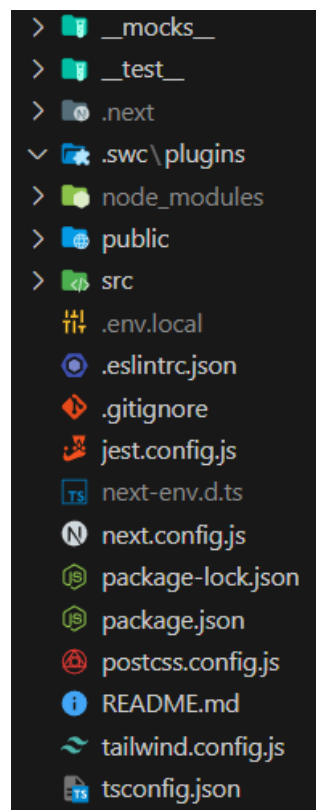 __mocks__
__test__
.next
.swc\plugins
node_modules
public
src
.env.local
.eslintrc.json
.gitignore
jest.config.js
next-env.d.ts
next.config.js
package-lock.json
package.json
postcss.config.js
README.md
tailwind.config.js
tsconfig.json